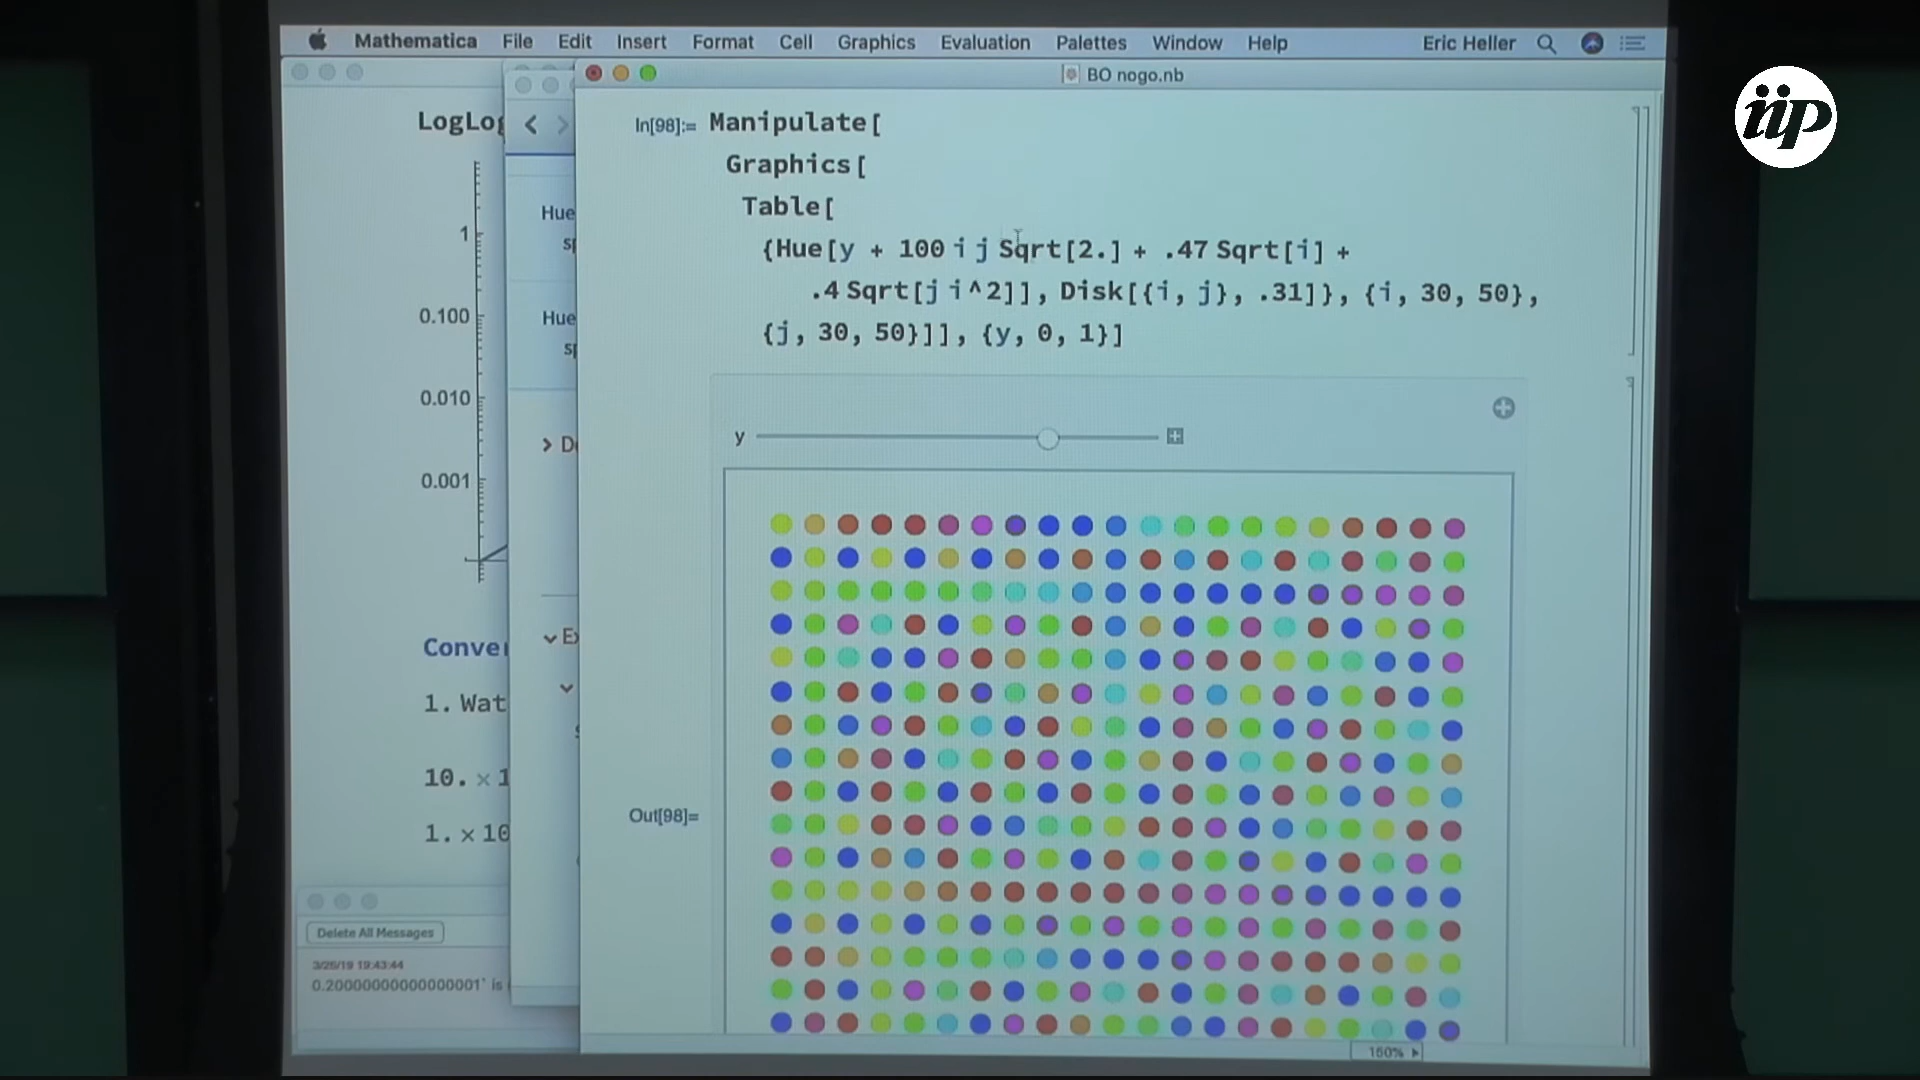 Mathematica File Edit Insert Format Cell Graphics Evaluation Palettes Window Help Eric Heller
BO nogo.nb
iip
In[98]:= Manipulate[
Graphics[
Table[
{Hue[y + 100 i j Sqrt[2.] + .47 Sqrt[i] +
.4 Sqrt[j i^2]], Disk[{i, j}, .31]}, {i, 30, 50},
{j, 30, 50}]], {y, 0, 1}]
y
Out[98]=
150%
LogLog
1
0.100
0.010
0.001
Hue
Hue
Conver
1. Wat
10. × 1
1. × 10
Delete All Messages
3/25/19 19:43:44
0.20000000000000001` is